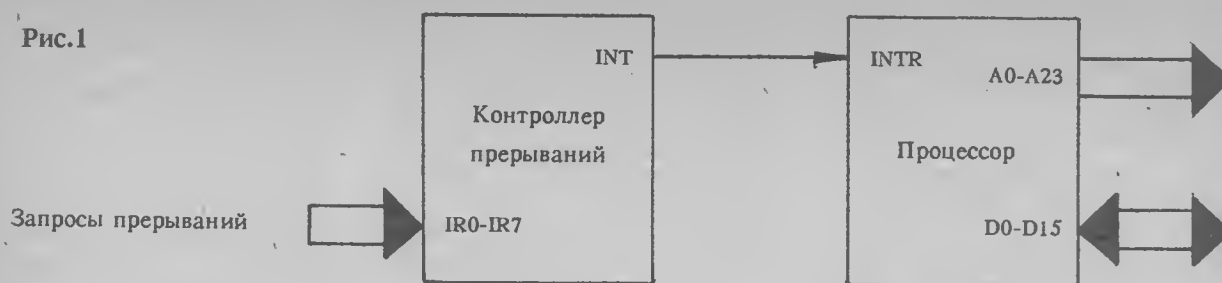 Рис.1
INT
INTR
A0-A23
Контроллер
прерываний
Процессор
Запросы прерываний
IR0-IR7
D0-D15